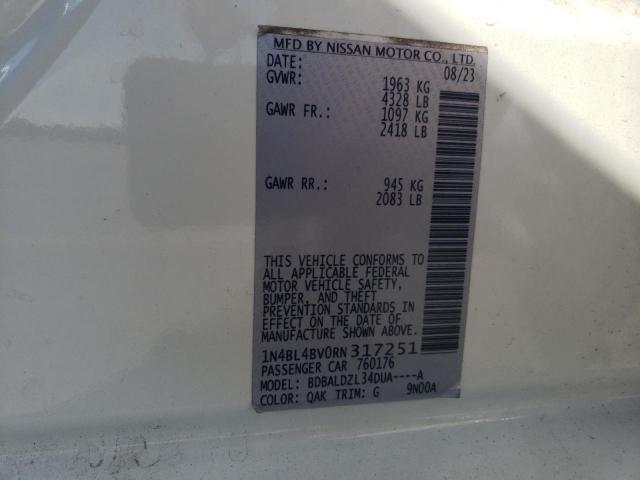 MFD BY NISSAN MOTOR CO., LTD.
DATE: 08/23
GVWR: 1963 KG
4328 LB
GAWR FR.: 1097 KG
2418 LB
GAWR RR.: 945 KG
2083 LB
THIS VEHICLE CONFORMS TO
ALL APPLICABLE FEDERAL
MOTOR VEHICLE SAFETY,
BUMPER, AND THEFT
PREVENTION STANDARDS IN
EFFECT ON THE DATE OF
MANUFACTURE SHOWN ABOVE.
1N4BL4BV0RN317251
PASSENGER CAR 760176
MODEL: BDBALDZL34DUA----A
COLOR: QAK TRIM: G 9N00A